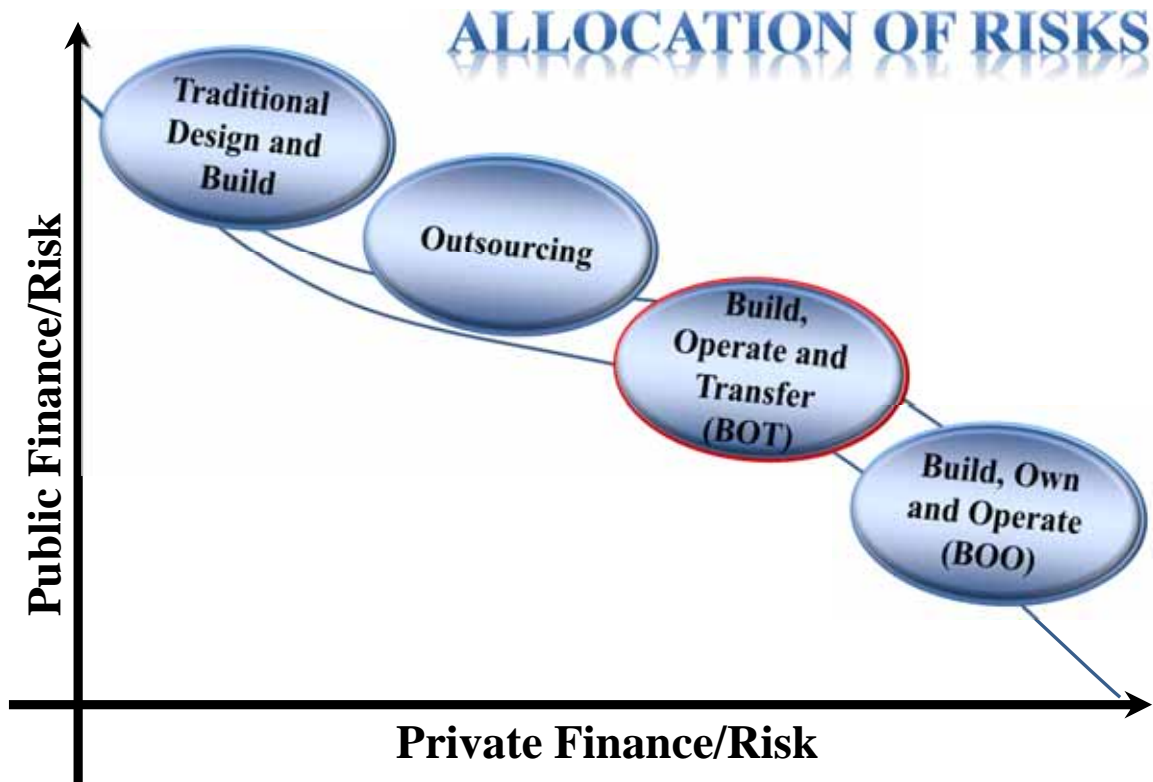 ALLOCATION OF RISKS
Traditional
Design and
Build
Outsourcing
Build,
Operate and
Transfer
(BOT)
Build, Own
and Operate
(BOO)
Public Finance/Risk
Private Finance/Risk